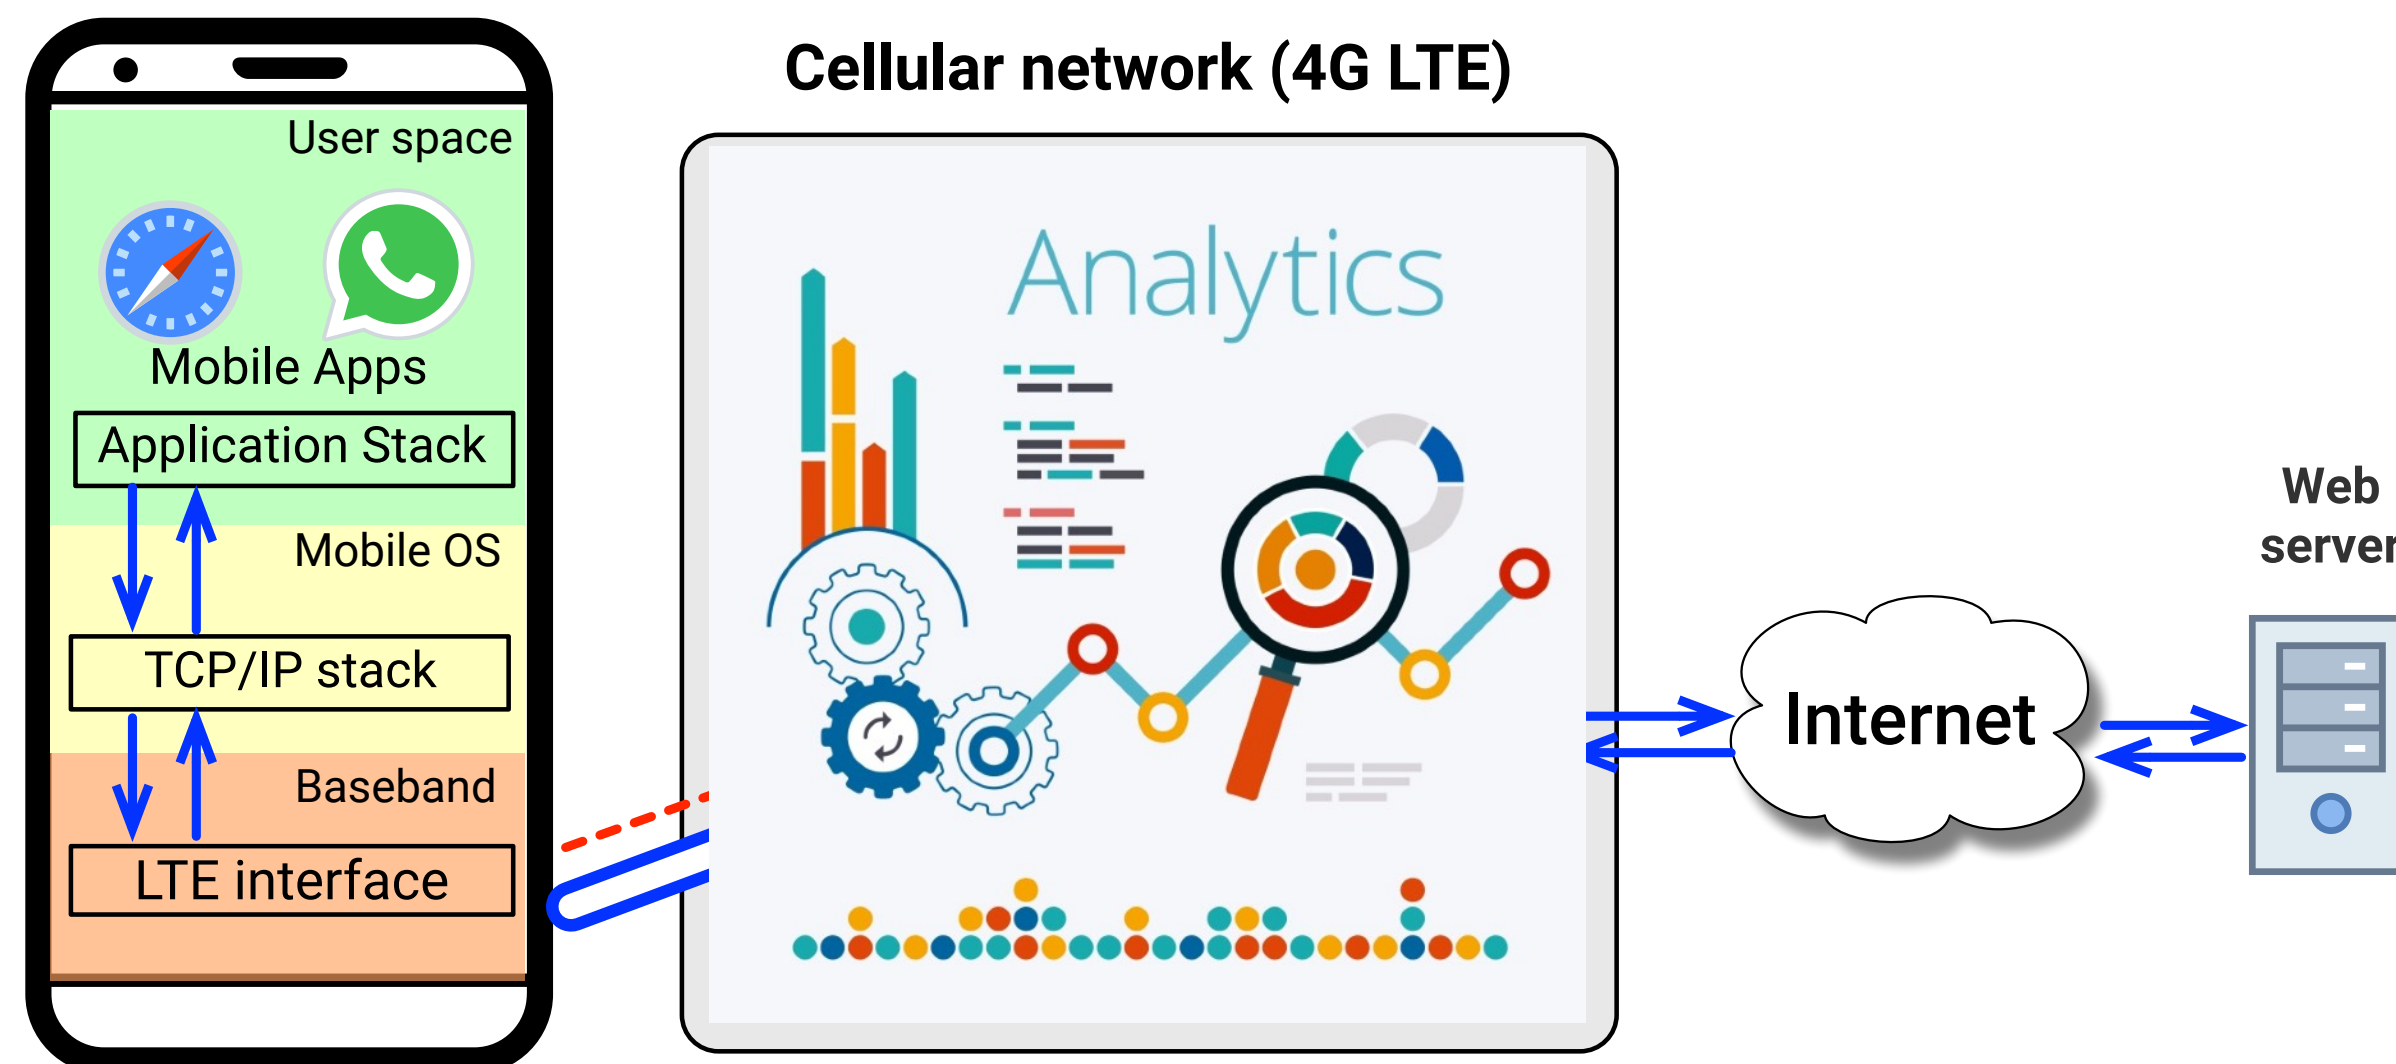 Cellular network (4G LTE)
User space
Mobile Apps
Application Stack
Mobile OS
TCP/IP stack
Baseband
LTE interface
Analytics
Internet
Web
server